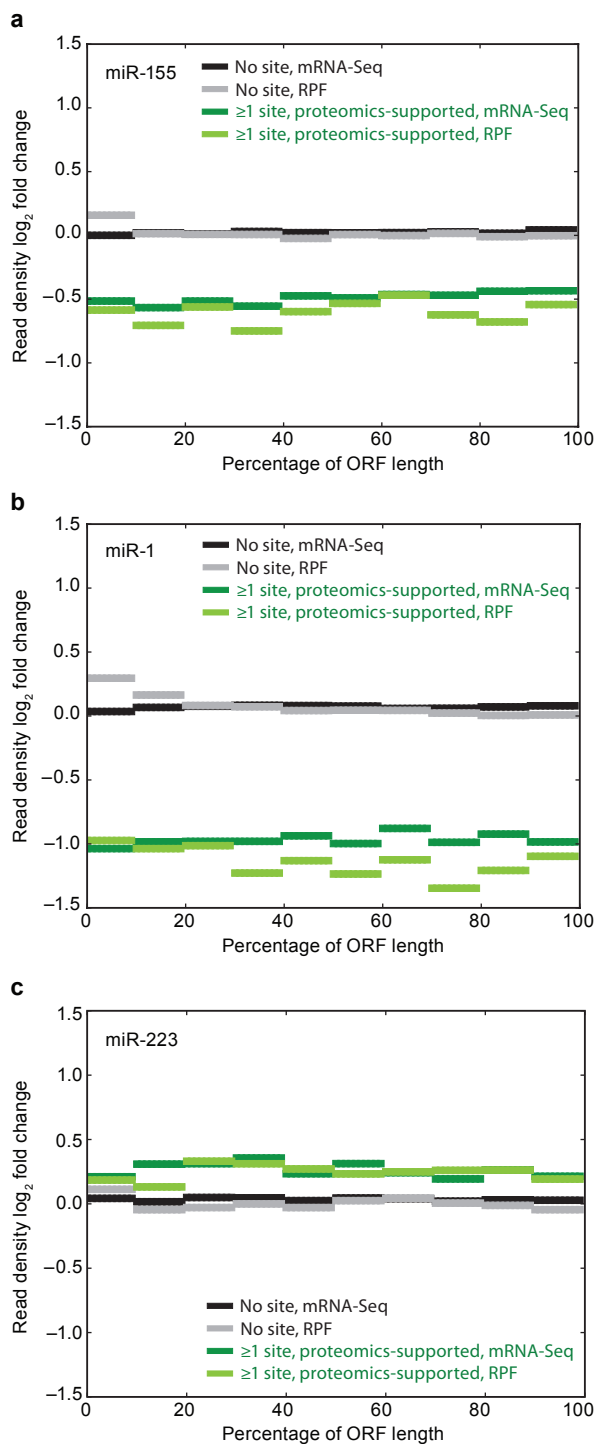 a
miR-155
No site, mRNA-Seq
No site, RPF
≥1 site, proteomics-supported, mRNA-Seq
≥1 site, proteomics-supported, RPF
Read density log2 fold change
1.5
1.0
0.5
0.0
–0.5
–1.0
–1.5
0 20 40 60 80 100
Percentage of ORF length
b
miR-1
No site, mRNA-Seq
No site, RPF
≥1 site, proteomics-supported, mRNA-Seq
≥1 site, proteomics-supported, RPF
Read density log2 fold change
1.5
1.0
0.5
0.0
–0.5
–1.0
–1.5
0 20 40 60 80 100
Percentage of ORF length
c
miR-223
Read density log2 fold change
1.5
1.0
0.5
0.0
–0.5
–1.0
–1.5
No site, mRNA-Seq
No site, RPF
≥1 site, proteomics-supported, mRNA-Seq
≥1 site, proteomics-supported, RPF
0 20 40 60 80 100
Percentage of ORF length